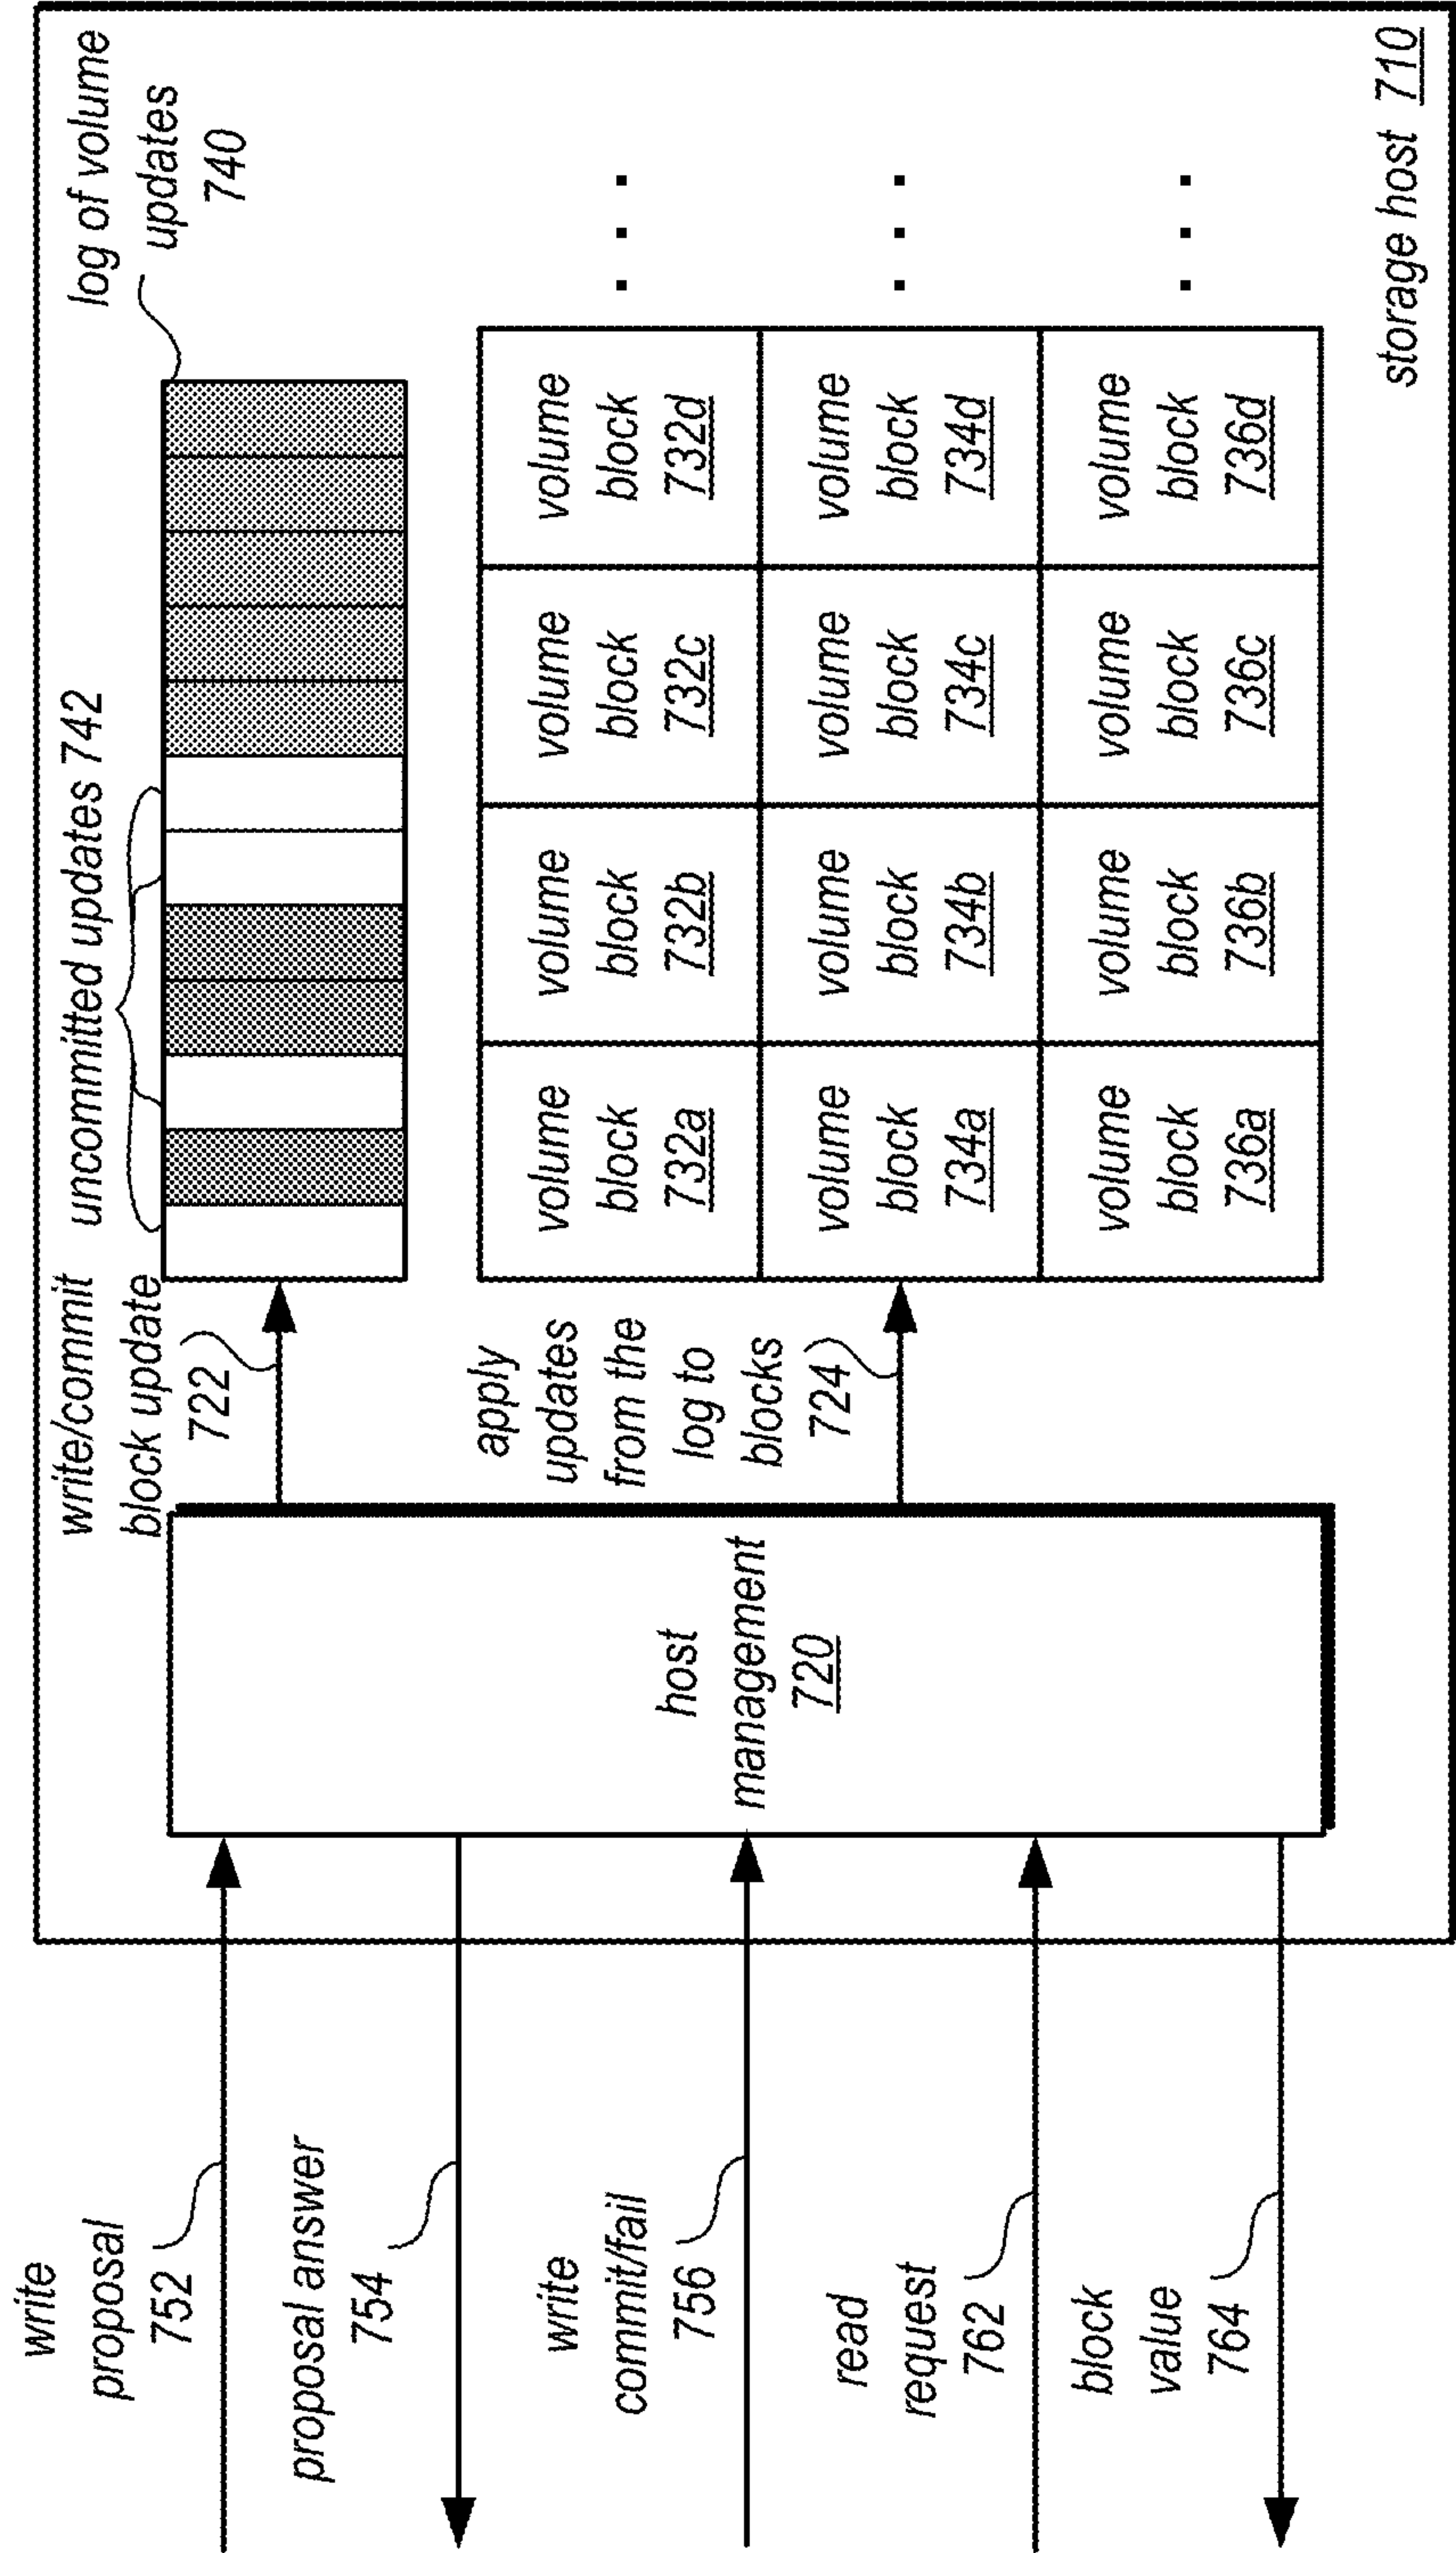 write
proposal
752
proposal answer
754
write
commit/fail
756
read
request
762
block
value
764
host
management
720
write/commit
block update
722
apply
updates
from the
log to
blocks
724
uncommitted updates 742
log of volume
updates
740
volume
block
732a
volume
block
732b
volume
block
732c
volume
block
732d
volume
block
734a
volume
block
734b
volume
block
734c
volume
block
734d
volume
block
736a
volume
block
736b
volume
block
736c
volume
block
736d
storage host 710